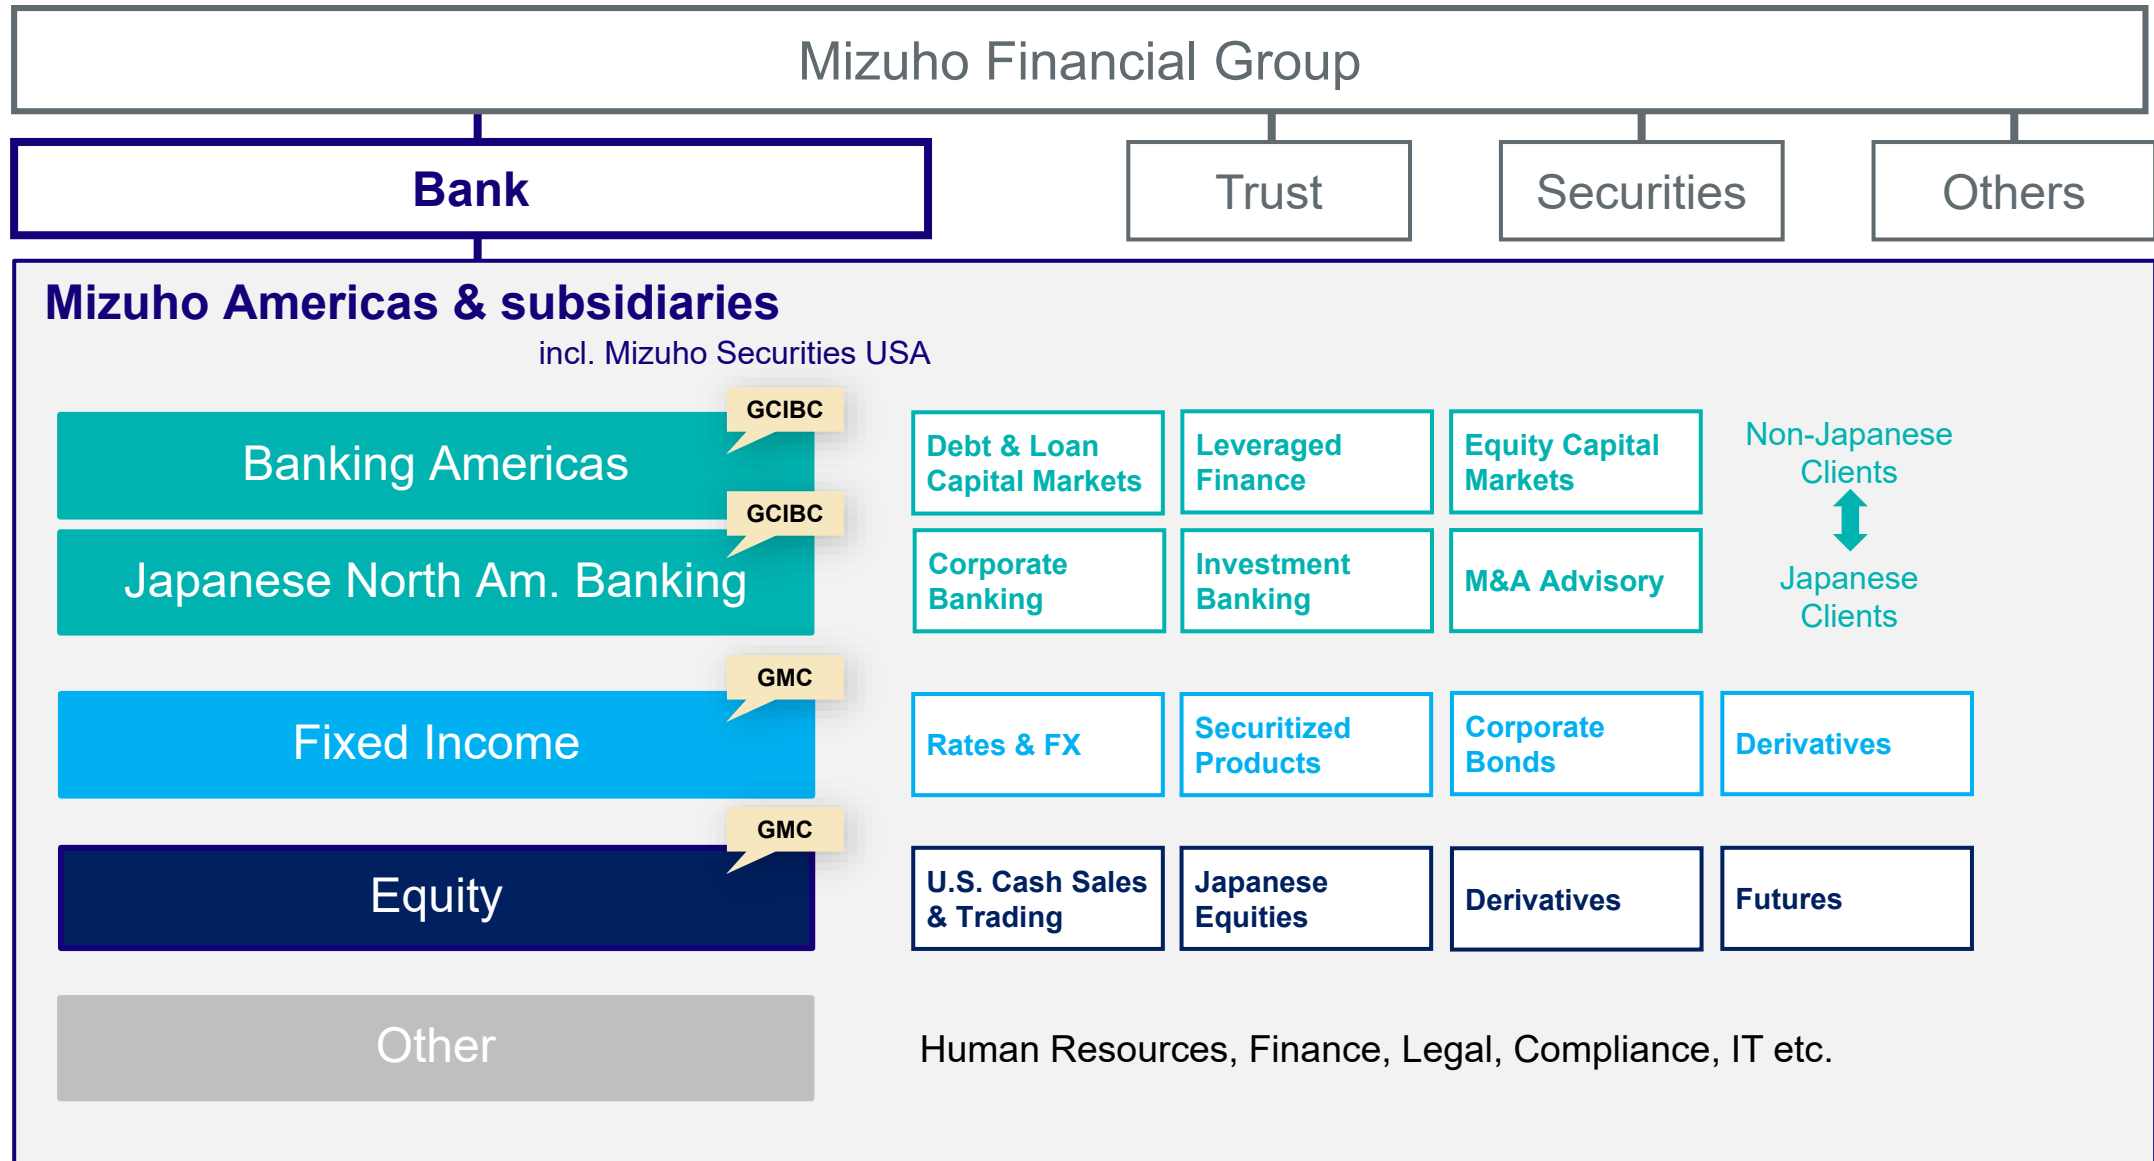 Mizuho Financial Group
Bank
Trust
Securities
Others
Mizuho Americas & subsidiaries
incl. Mizuho Securities USA
GCIBC
Banking Americas
Debt & Loan
Capital Markets
Leveraged
Finance
Equity Capital
Markets
Non-Japanese
Clients
GCIBC
Japanese North Am. Banking
Corporate
Banking
Investment
Banking
M&A Advisory
Japanese
Clients
GMC
Fixed Income
Rates & FX
Securitized
Products
Corporate
Bonds
Derivatives
GMC
Equity
U.S. Cash Sales
& Trading
Japanese
Equities
Derivatives
Futures
Other
Human Resources, Finance, Legal, Compliance, IT etc.